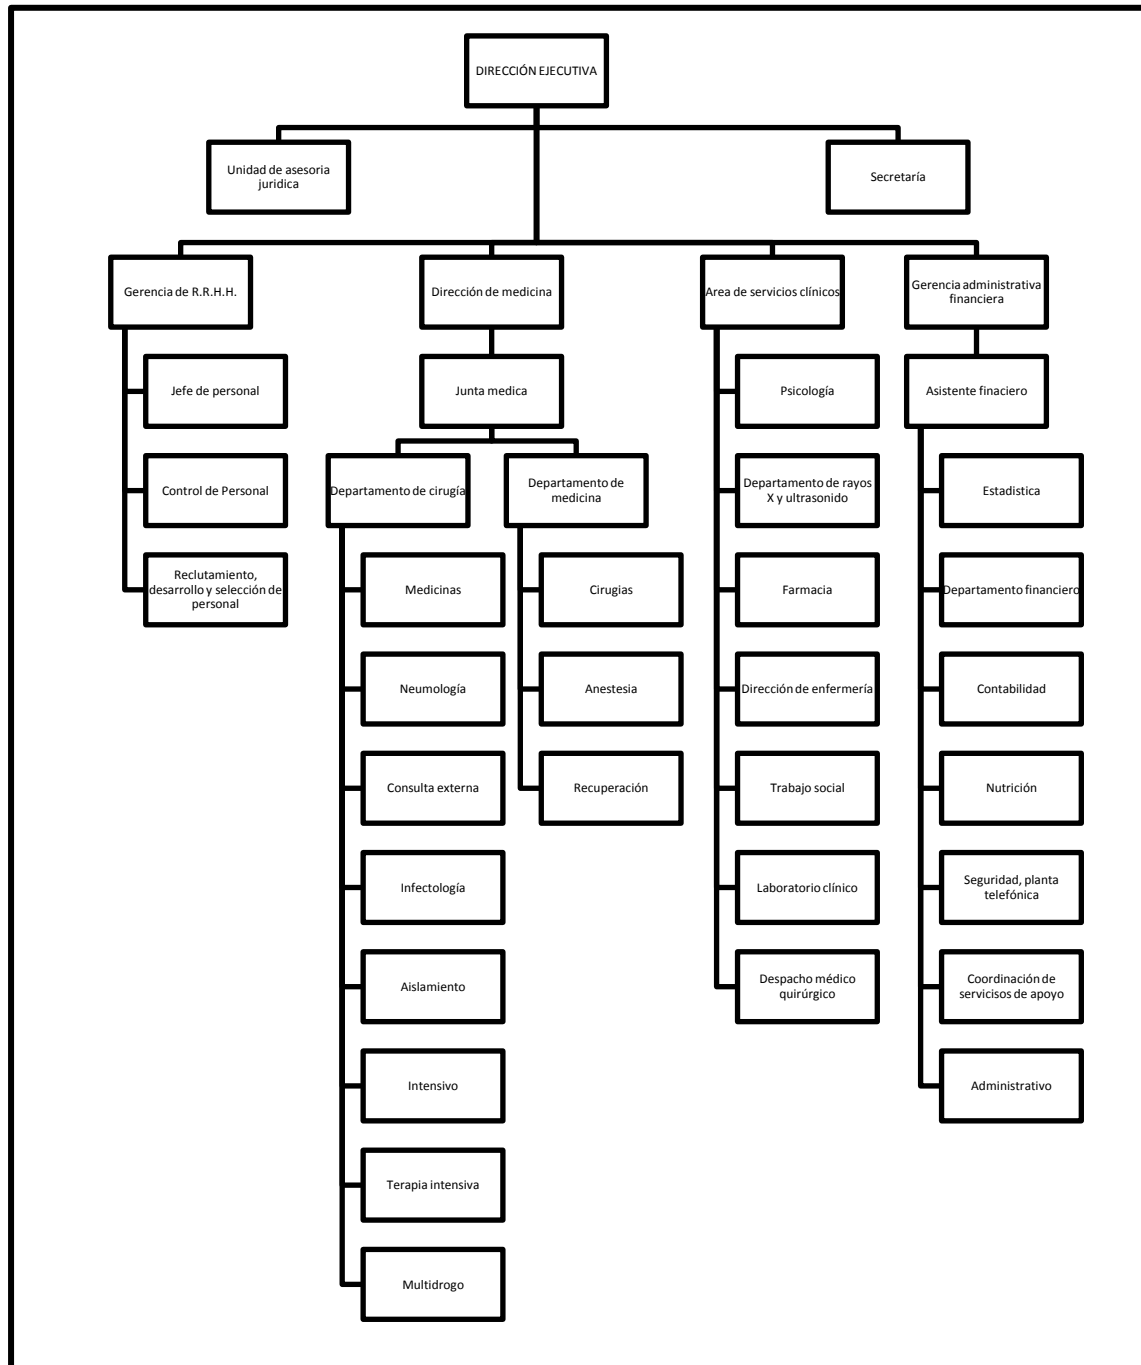 DIRECCIÓN EJECUTIVA
Unidad de asesoria
juridica
Secretaría
Gerencia de R.R.H.H.
Dirección de medicina
Area de servicios clínicos
Gerencia administrativa
financiera
Jefe de personal
Junta medica
Psicología
Asistente finaciero
Control de Personal
Departamento de cirugía
Departamento de
medicina
Departamento de rayos
X y ultrasonido
Estadistica
Reclutamiento,
desarrollo y selección de
personal
Medicinas
Cirugias
Farmacia
Departamento financiero
Neumología
Anestesia
Dirección de enfermería
Contabilidad
Consulta externa
Recuperación
Trabajo social
Nutrición
Infectología
Laboratorio clínico
Seguridad, planta
telefónica
Aislamiento
Despacho médico
quirúrgico
Coordinación de
servicisos de apoyo
Intensivo
Administrativo
Terapia intensiva
Multidrogo